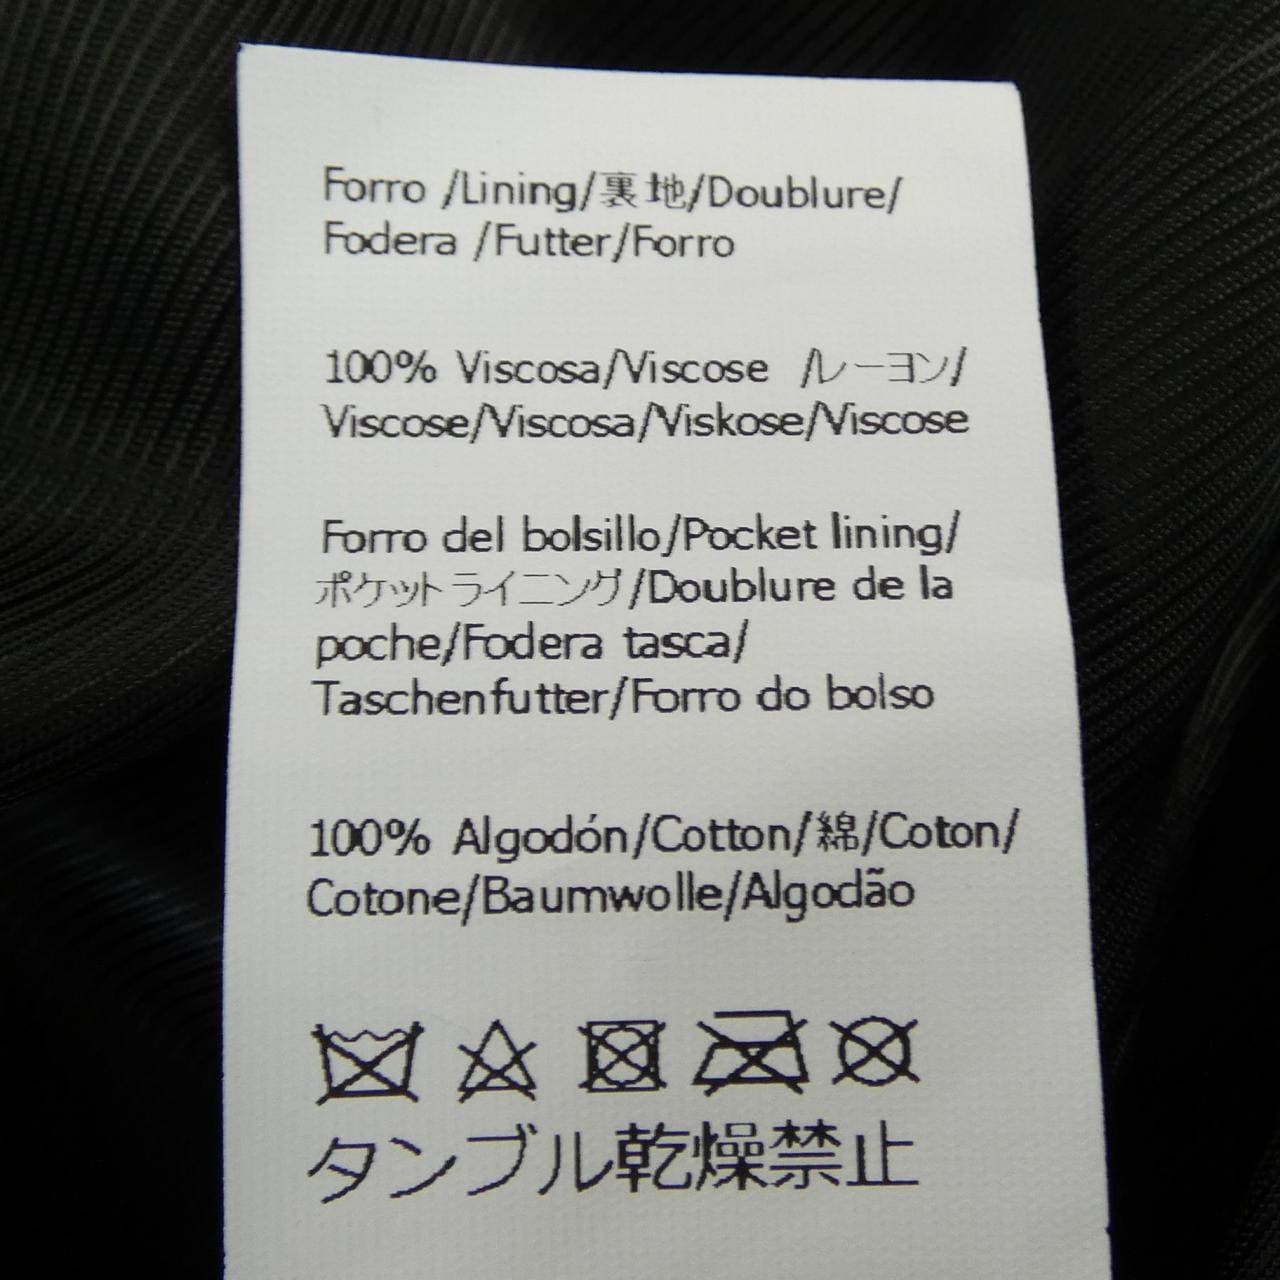 Forro /Lining/裏地/Doublure/
Fodera /Futter/Forro
100% Viscosa/Viscose /レーヨン/
Viscose/Viscosa/Viskose/Viscose
Forro del bolsillo/Pocket lining/
ポケットライニング/Doublure de la
poche/Fodera tasca/
Taschenfutter/Forro do bolso
100% Algodón/Cotton/綿/Coton/
Cotone/Baumwolle/Algodão
タンブル乾燥禁止